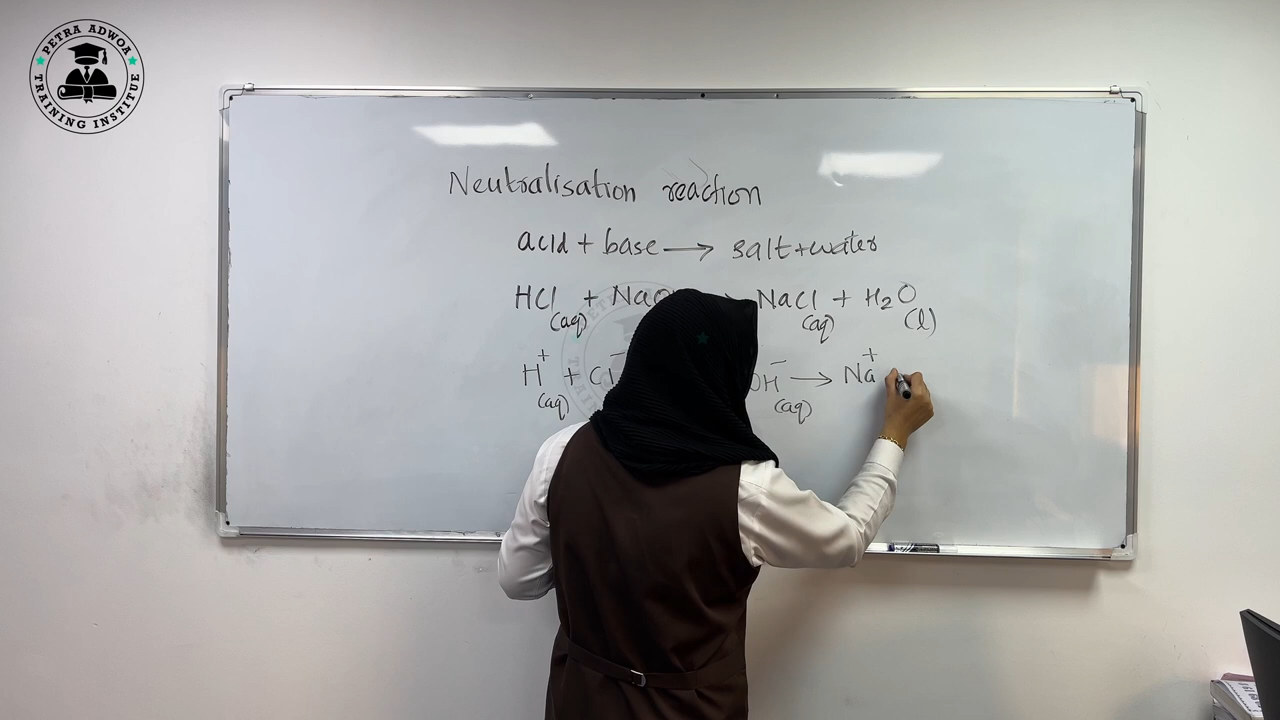 PETRA ADWOA
TRAINING INSTITUTE
Neutralisation reaction
acid + base → salt + water
HCl (aq) + NaO → NaCl (aq) + H₂O (l)
H⁺ (aq) + Cl⁻ OH⁻ (aq) → Na⁺